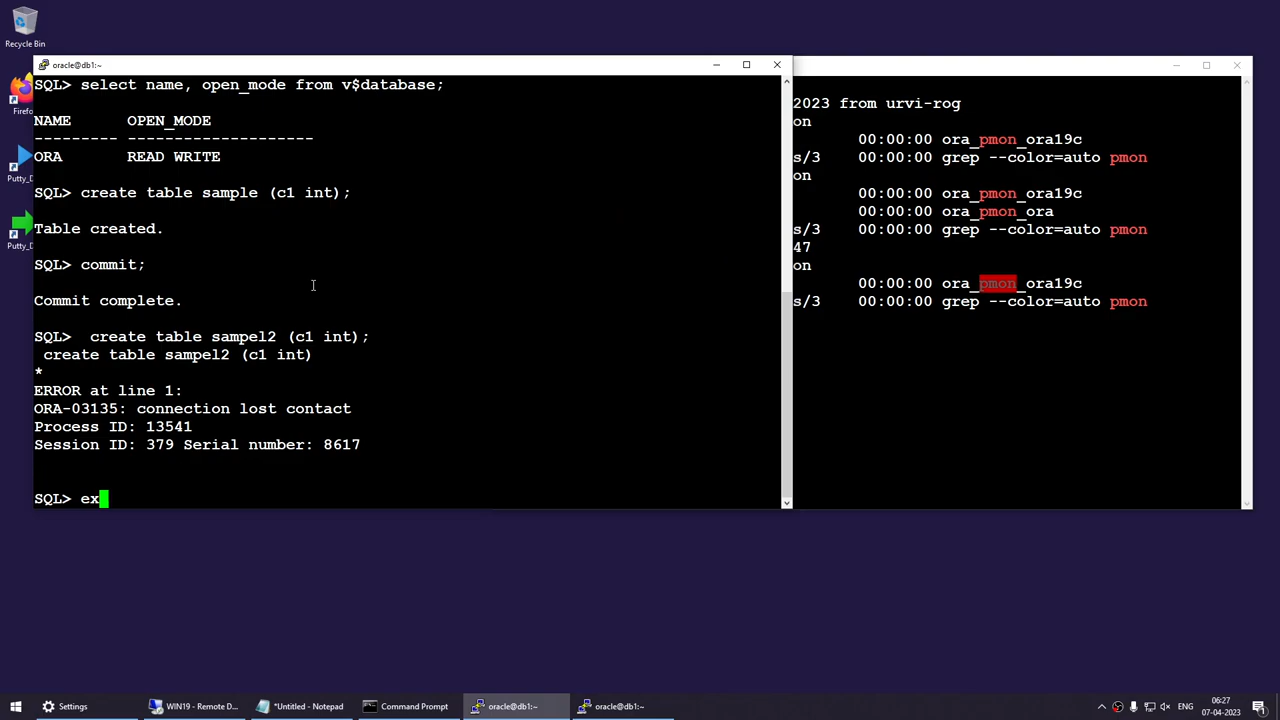 Recycle Bin
Firefo
Putty_D
Putty_D
oracle@db1:~
SQL> select name, open_mode from v$database;
NAME      OPEN_MODE
--------- --------------------
ORA       READ WRITE
SQL> create table sample (c1 int);
Table created.
SQL> commit;
Commit complete.
SQL>  create table sampel2 (c1 int);
 create table sampel2 (c1 int)
*
ERROR at line 1:
ORA-03135: connection lost contact
Process ID: 13541
Session ID: 379 Serial number: 8617
SQL> ex
2023 from urvi-rog
on
       00:00:00 ora_pmon_ora19c
s/3    00:00:00 grep --color=auto pmon
on
       00:00:00 ora_pmon_ora19c
       00:00:00 ora_pmon_ora
s/3    00:00:00 grep --color=auto pmon
47
on
       00:00:00 ora_pmon_ora19c
s/3    00:00:00 grep --color=auto pmon
Settings
WIN19 - Remote D...
*Untitled - Notepad
Command Prompt
oracle@db1:~
oracle@db1:~
ENG
06:27
07-04-2023